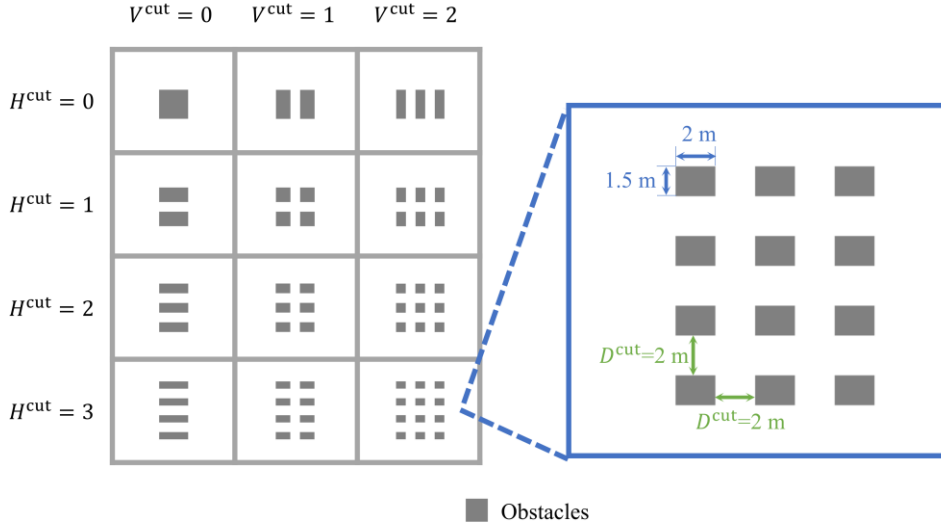 V^cut = 0 V^cut = 1 V^cut = 2
H^cut = 0
H^cut = 1
H^cut = 2
H^cut = 3
2 m
1.5 m
D^cut=2 m
D^cut=2 m
Obstacles